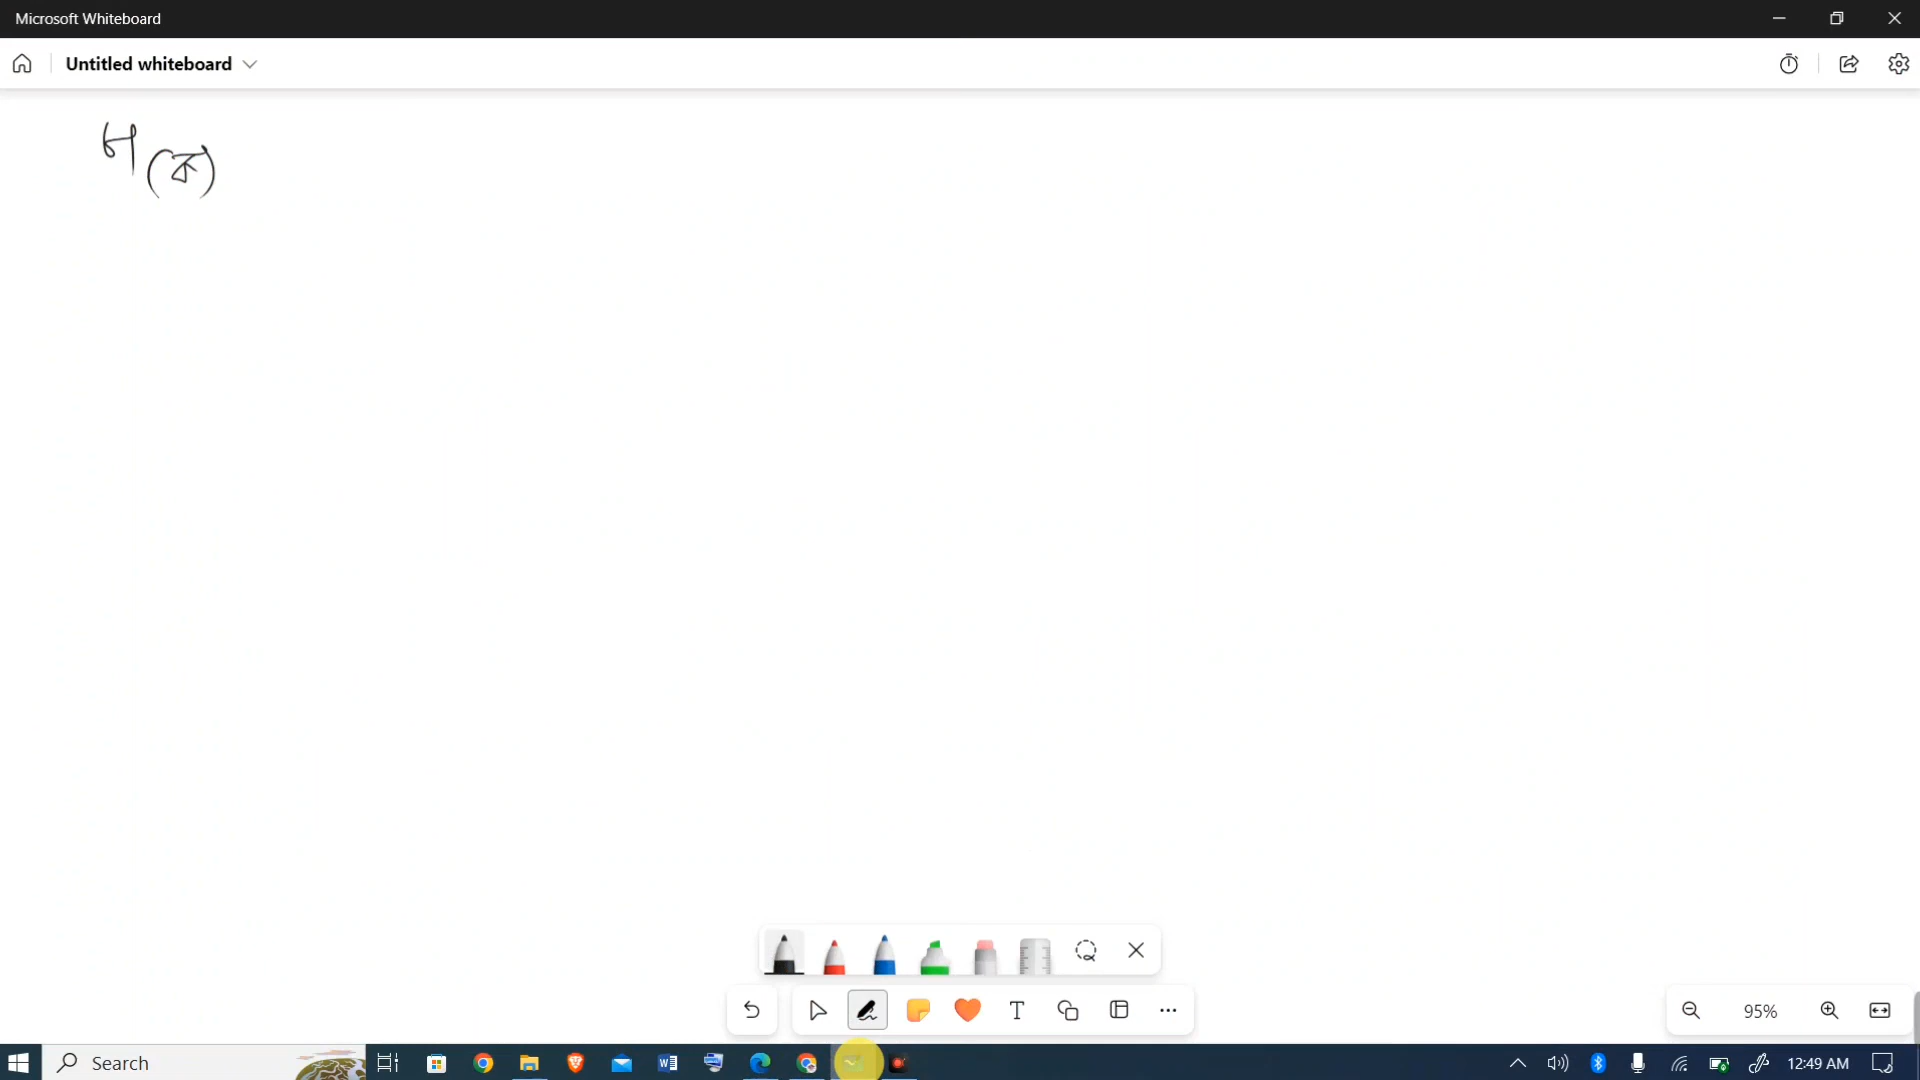 Microsoft Whiteboard
Untitled whiteboard
(ক)
95%
Search
12:49 AM